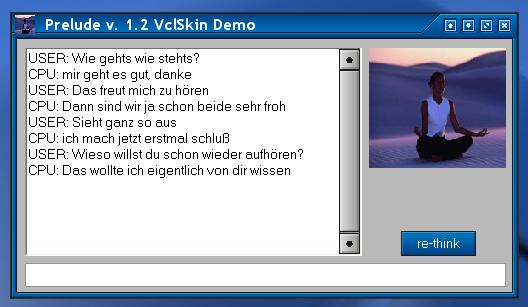 Prelude v. 1.2 VclSkin Demo
USER: Wie gehts wie stehts?
CPU: mir geht es gut, danke
USER: Das freut mich zu hören
CPU: Dann sind wir ja schon beide sehr froh
USER: Sieht ganz so aus
CPU: ich mach jetzt erstmal schluß
USER: Wieso willst du schon wieder aufhören?
CPU: Das wollte ich eigentlich von dir wissen
re-think